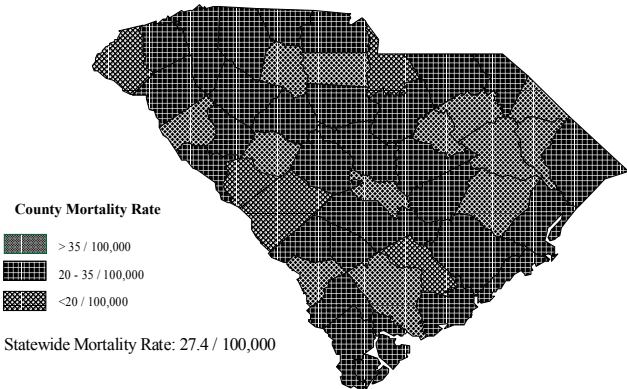 County Mortality Rate
> 35 / 100,000
20 - 35 / 100,000
<20 / 100,000
Statewide Mortality Rate: 27.4 / 100,000